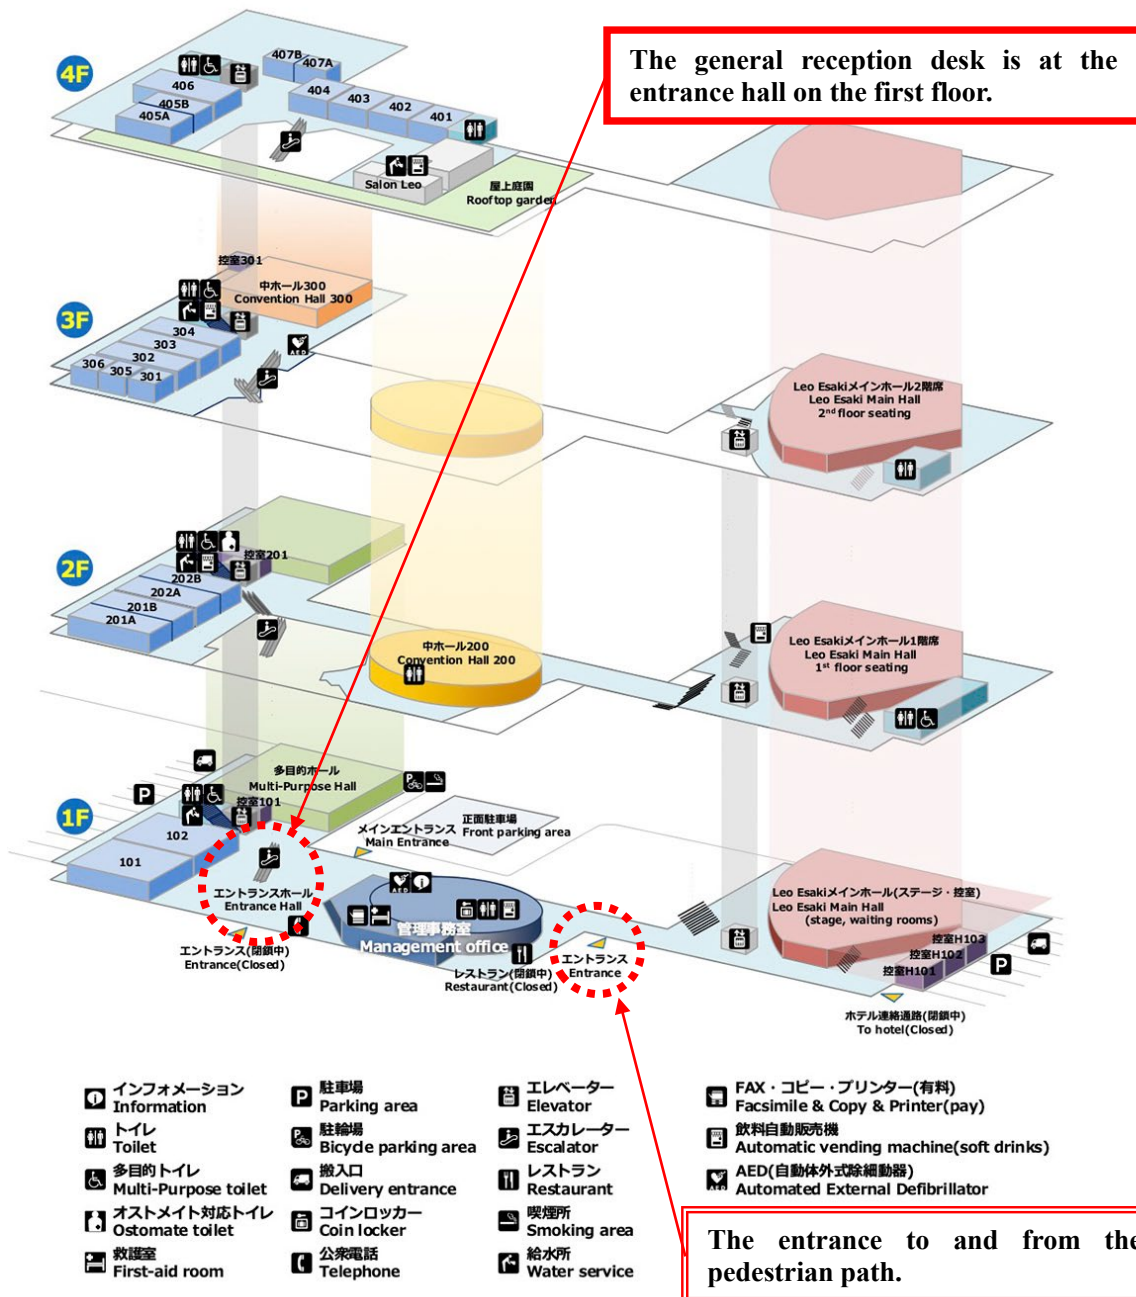 The general reception desk is at the
entrance hall on the first floor.
4F
407B
407A
406
405B
405A
404
403
402
401
Salon Leo
屋上庭園
Rooftop garden
控室301
中ホール300
Convention Hall 300
3F
304
303
302
306
305
301
AED
Leo Esakiメインホール2階席
Leo Esaki Main Hall
2nd floor seating
2F
控室201
202B
202A
201B
201A
中ホール200
Convention Hall 200
Leo Esakiメインホール1階席
Leo Esaki Main Hall
1st floor seating
1F
P
多目的ホール
Multi-Purpose Hall
控室101
102
101
P
メインエントランス
Main Entrance
正面駐車場
Front parking area
エントランスホール
Entrance Hall
エントランス(閉鎖中)
Entrance(Closed)
AED
管理事務室
Management office
レストラン(閉鎖中)
Restaurant(Closed)
エントランス
Entrance
Leo Esakiメインホール(ステージ・控室)
Leo Esaki Main Hall
(stage, waiting rooms)
控室H103
控室H102
控室H101
P
ホテル連絡通路(閉鎖中)
To hotel(Closed)
インフォメーション
Information
トイレ
Toilet
多目的トイレ
Multi-Purpose toilet
オストメイト対応トイレ
Ostomate toilet
救護室
First-aid room
P
駐車場
Parking area
P
駐輪場
Bicycle parking area
搬入口
Delivery entrance
コインロッカー
Coin locker
公衆電話
Telephone
エレベーター
Elevator
エスカレーター
Escalator
レストラン
Restaurant
喫煙所
Smoking area
給水所
Water service
FAX・コピー・プリンター(有料)
Facsimile & Copy & Printer(pay)
飲料自動販売機
Automatic vending machine(soft drinks)
AED
AED(自動体外式除細動器)
Automated External Defibrillator
The entrance to and from the
pedestrian path.